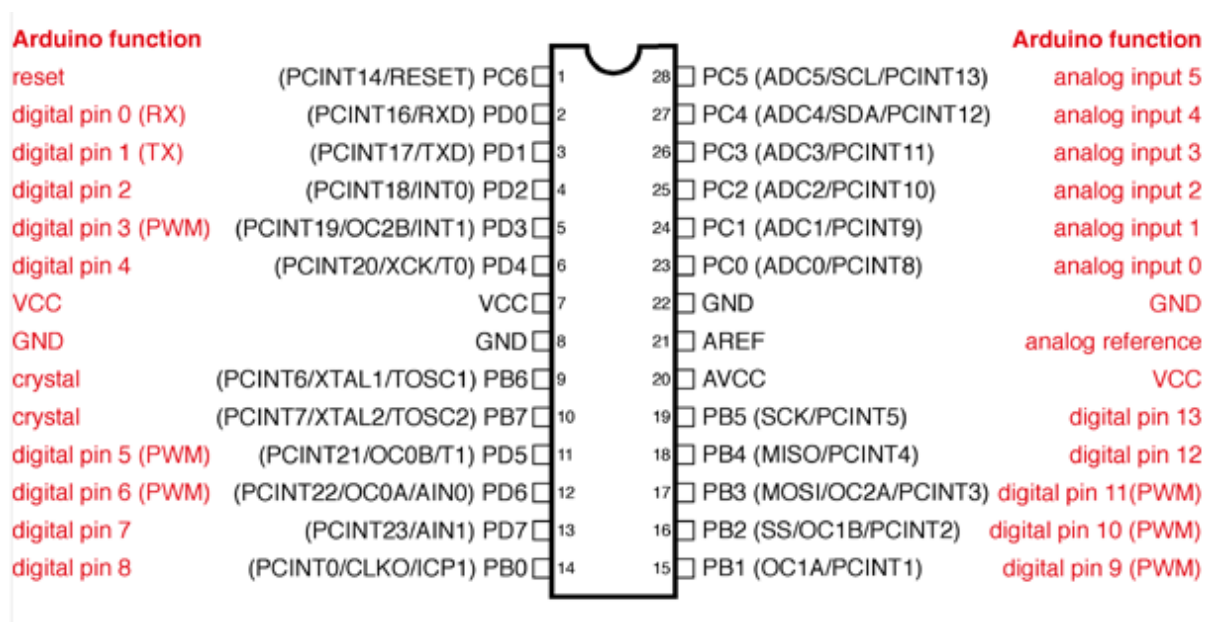 Arduino function Arduino function
reset (PCINT14/RESET) PC6 1 28 PC5 (ADC5/SCL/PCINT13) analog input 5
digital pin 0 (RX) (PCINT16/RXD) PD0 2 27 PC4 (ADC4/SDA/PCINT12) analog input 4
digital pin 1 (TX) (PCINT17/TXD) PD1 3 26 PC3 (ADC3/PCINT11) analog input 3
digital pin 2 (PCINT18/INT0) PD2 4 25 PC2 (ADC2/PCINT10) analog input 2
digital pin 3 (PWM) (PCINT19/OC2B/INT1) PD3 5 24 PC1 (ADC1/PCINT9) analog input 1
digital pin 4 (PCINT20/XCK/T0) PD4 6 23 PC0 (ADC0/PCINT8) analog input 0
VCC VCC 7 22 GND GND
GND GND 8 21 AREF analog reference
crystal (PCINT6/XTAL1/TOSC1) PB6 9 20 AVCC VCC
crystal (PCINT7/XTAL2/TOSC2) PB7 10 19 PB5 (SCK/PCINT5) digital pin 13
digital pin 5 (PWM) (PCINT21/OC0B/T1) PD5 11 18 PB4 (MISO/PCINT4) digital pin 12
digital pin 6 (PWM) (PCINT22/OC0A/AIN0) PD6 12 17 PB3 (MOSI/OC2A/PCINT3) digital pin 11(PWM)
digital pin 7 (PCINT23/AIN1) PD7 13 16 PB2 (SS/OC1B/PCINT2) digital pin 10 (PWM)
digital pin 8 (PCINT0/CLKO/ICP1) PB0 14 15 PB1 (OC1A/PCINT1) digital pin 9 (PWM)